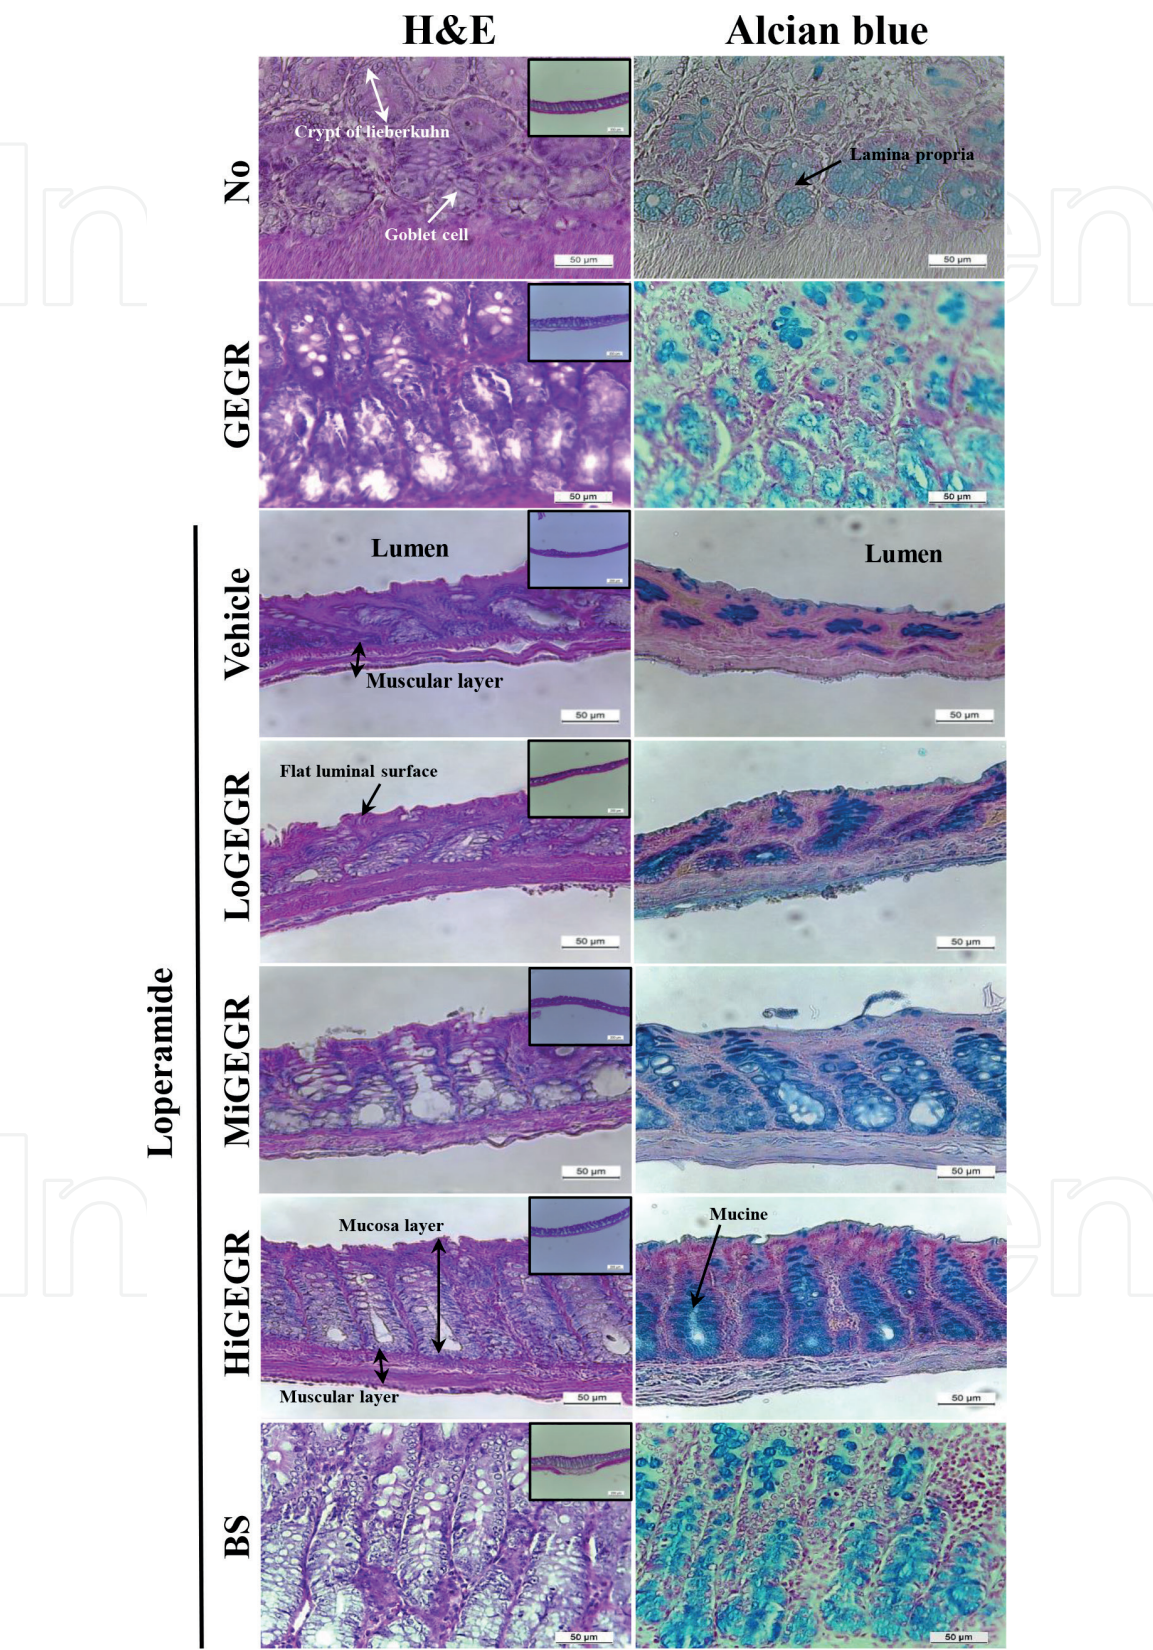 H&E
Alcian blue
No
Crypt of lieberkuhn
Goblet cell
50 µm
Lamina propria
50 µm
GEGR
50 µm
50 µm
Loperamide
Vehicle
Lumen
Muscular layer
50 µm
Lumen
50 µm
LoGEGR
Flat luminal surface
50 µm
50 µm
MiGEGR
50 µm
50 µm
HiGEGR
Mucosa layer
Muscular layer
50 µm
Mucine
50 µm
BS
50 µm
50 µm